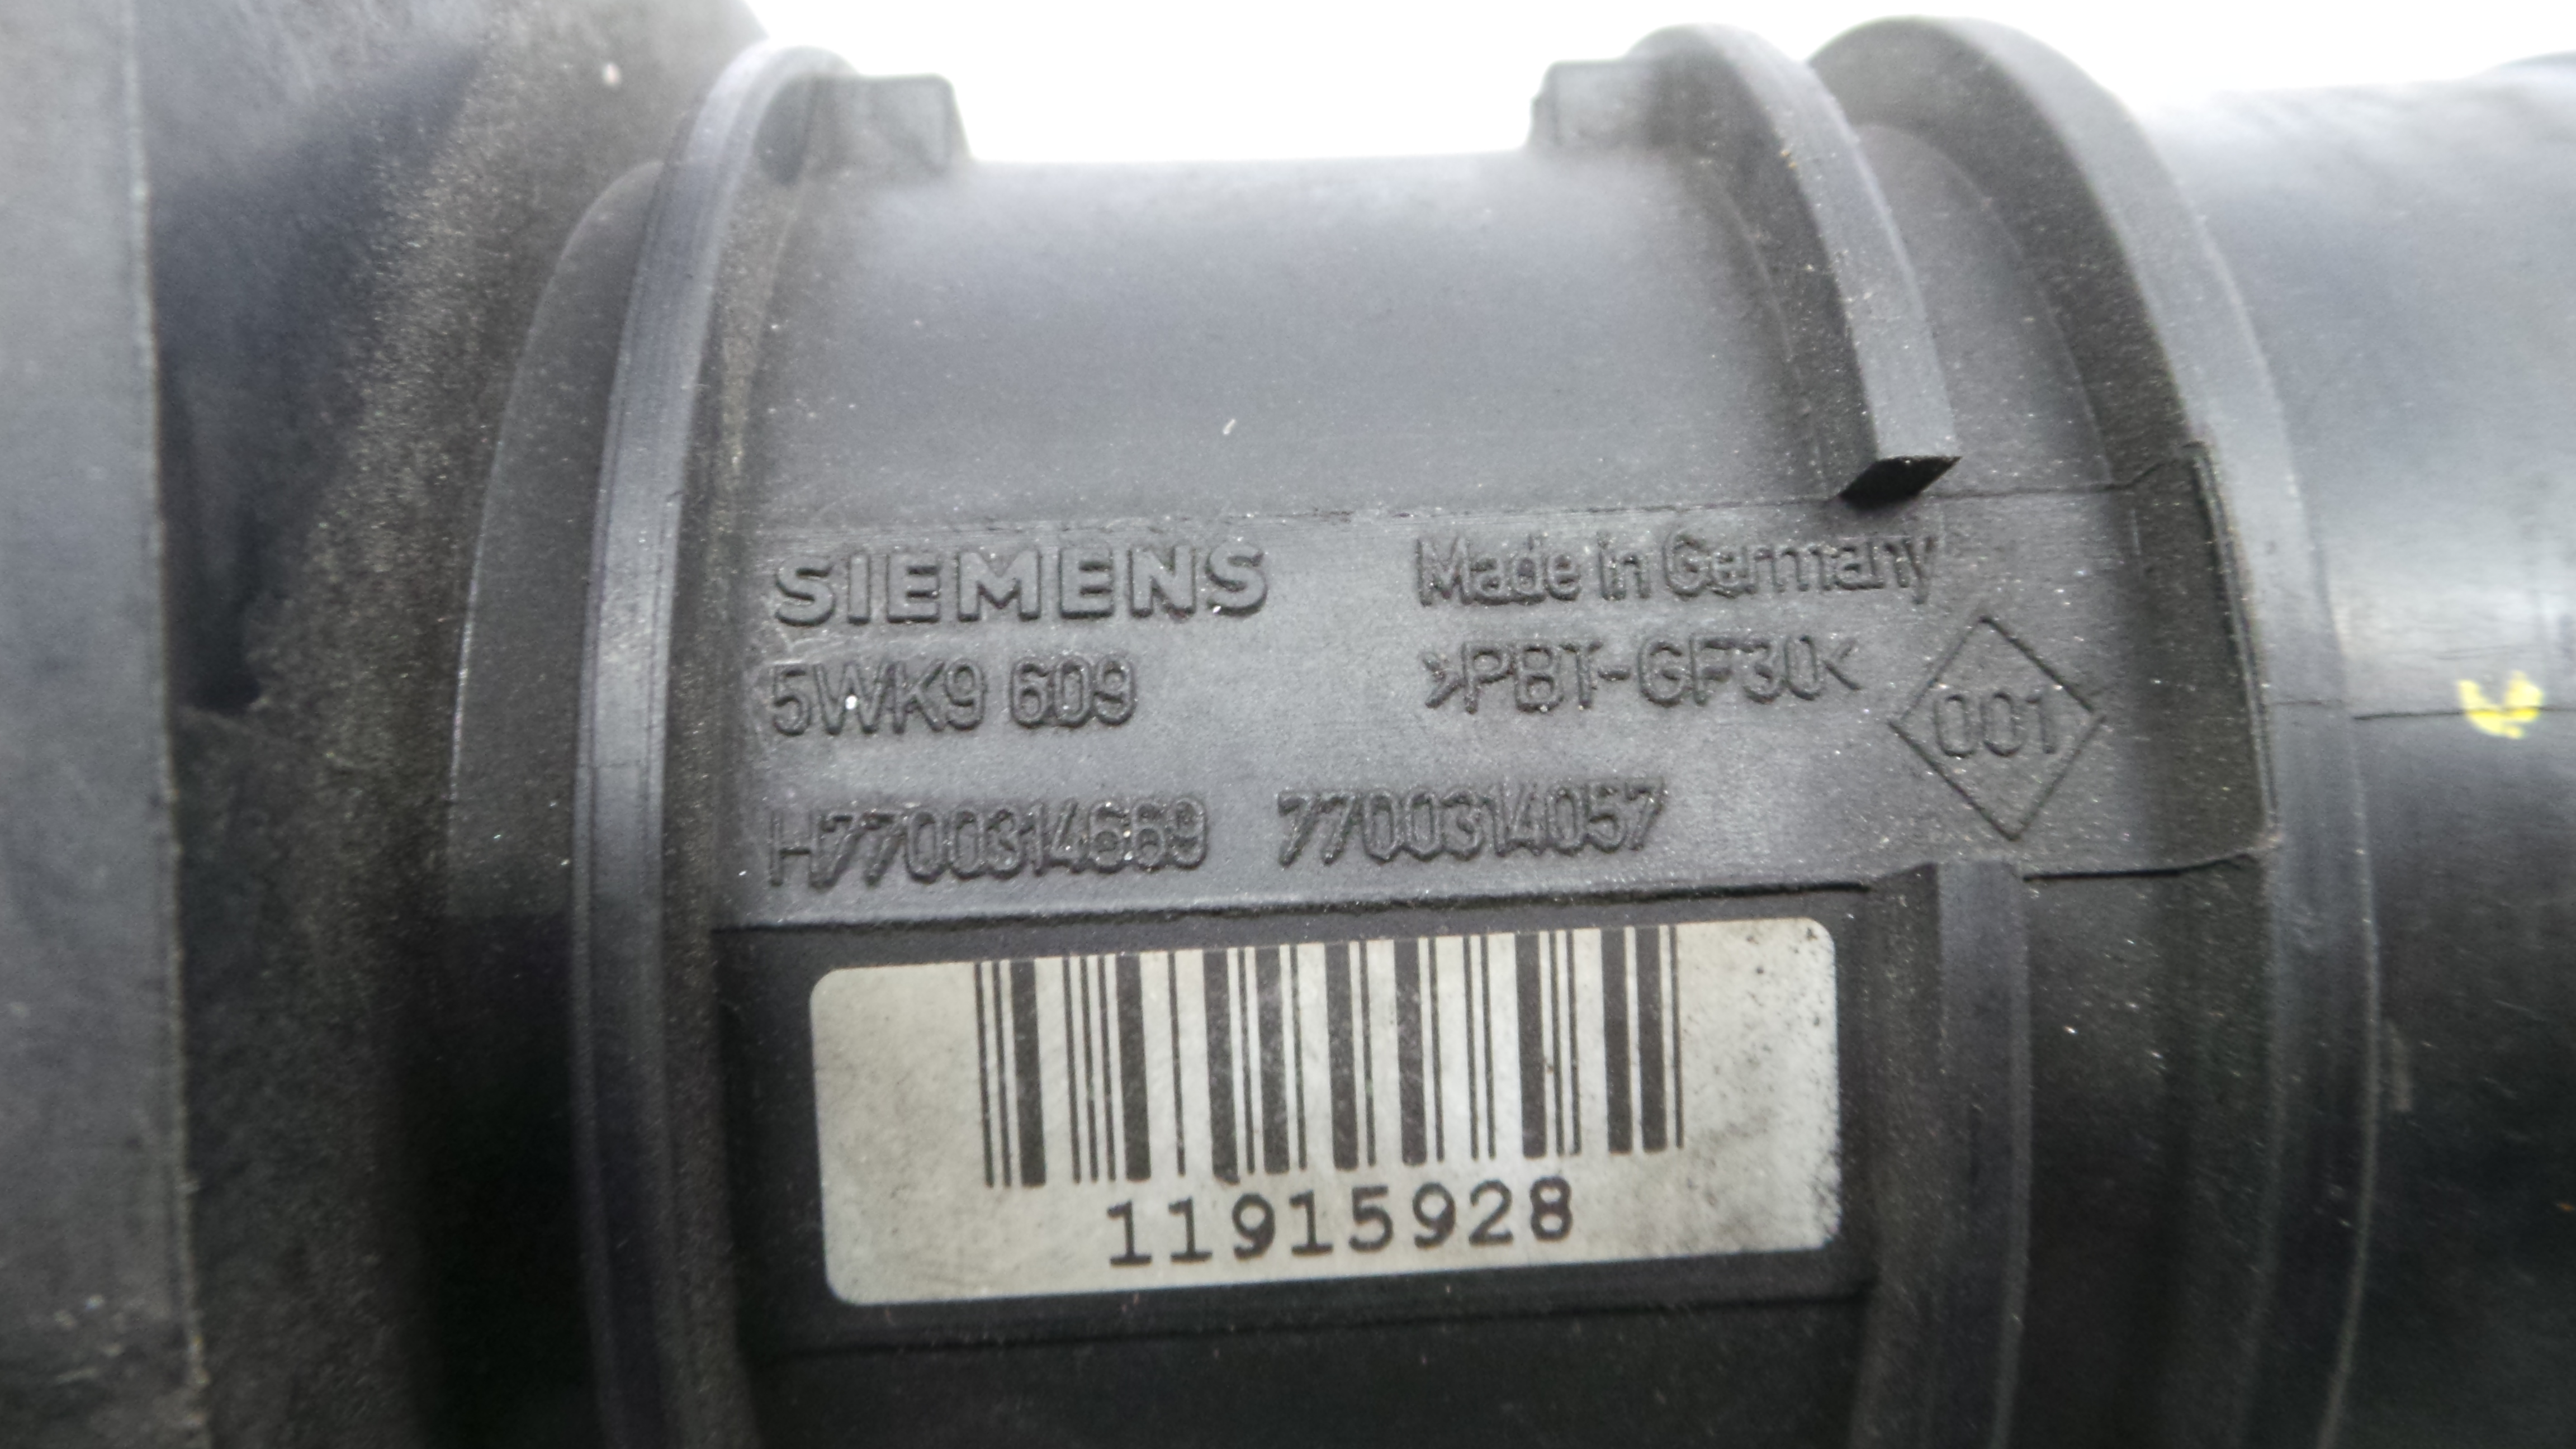 SIEMENS Made in Germany
5WK9 609 >PBT-GF30< 001
H7700314669 7700314057
11915928